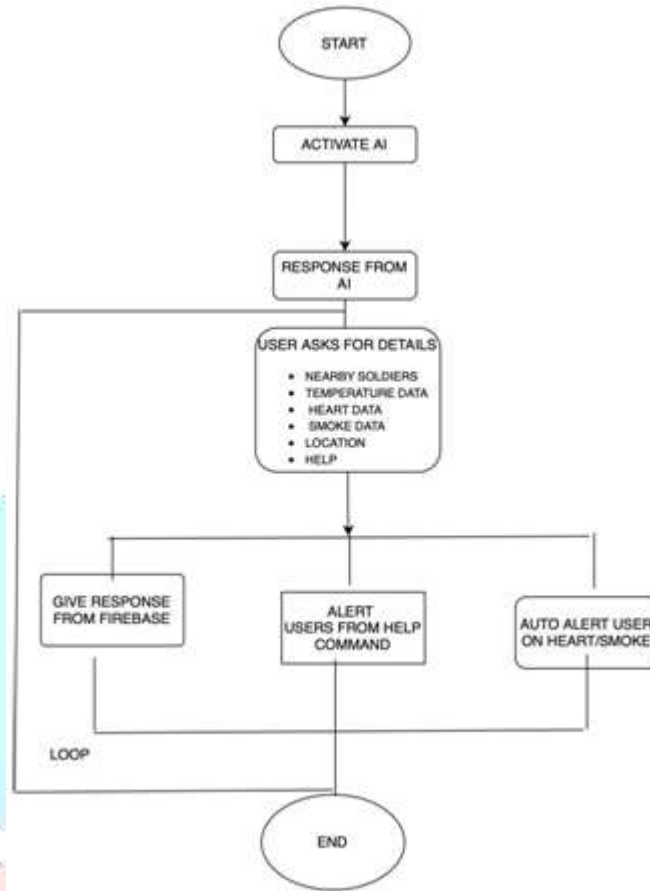 START
ACTIVATE AI
RESPONSE FROM
AI
USER ASKS FOR DETAILS
• NEARBY SOLDIERS
• TEMPERATURE DATA
• HEART DATA
• SMOKE DATA
• LOCATION
• HELP
GIVE RESPONSE
FROM FIREBASE
ALERT
USERS FROM HELP
COMMAND
AUTO ALERT USER
ON HEART/SMOKE
LOOP
END